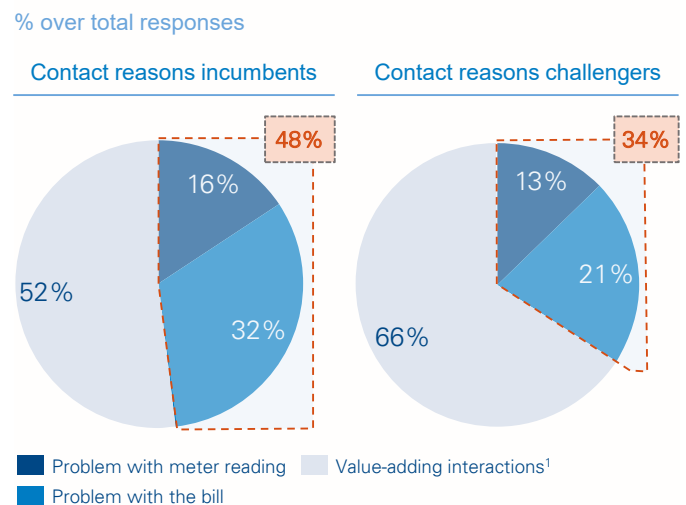 % over total responses
Contact reasons incumbents
48%
16%
32%
52%
Contact reasons challengers
34%
13%
21%
66%
Problem with meter reading
Value-adding interactions¹
Problem with the bill